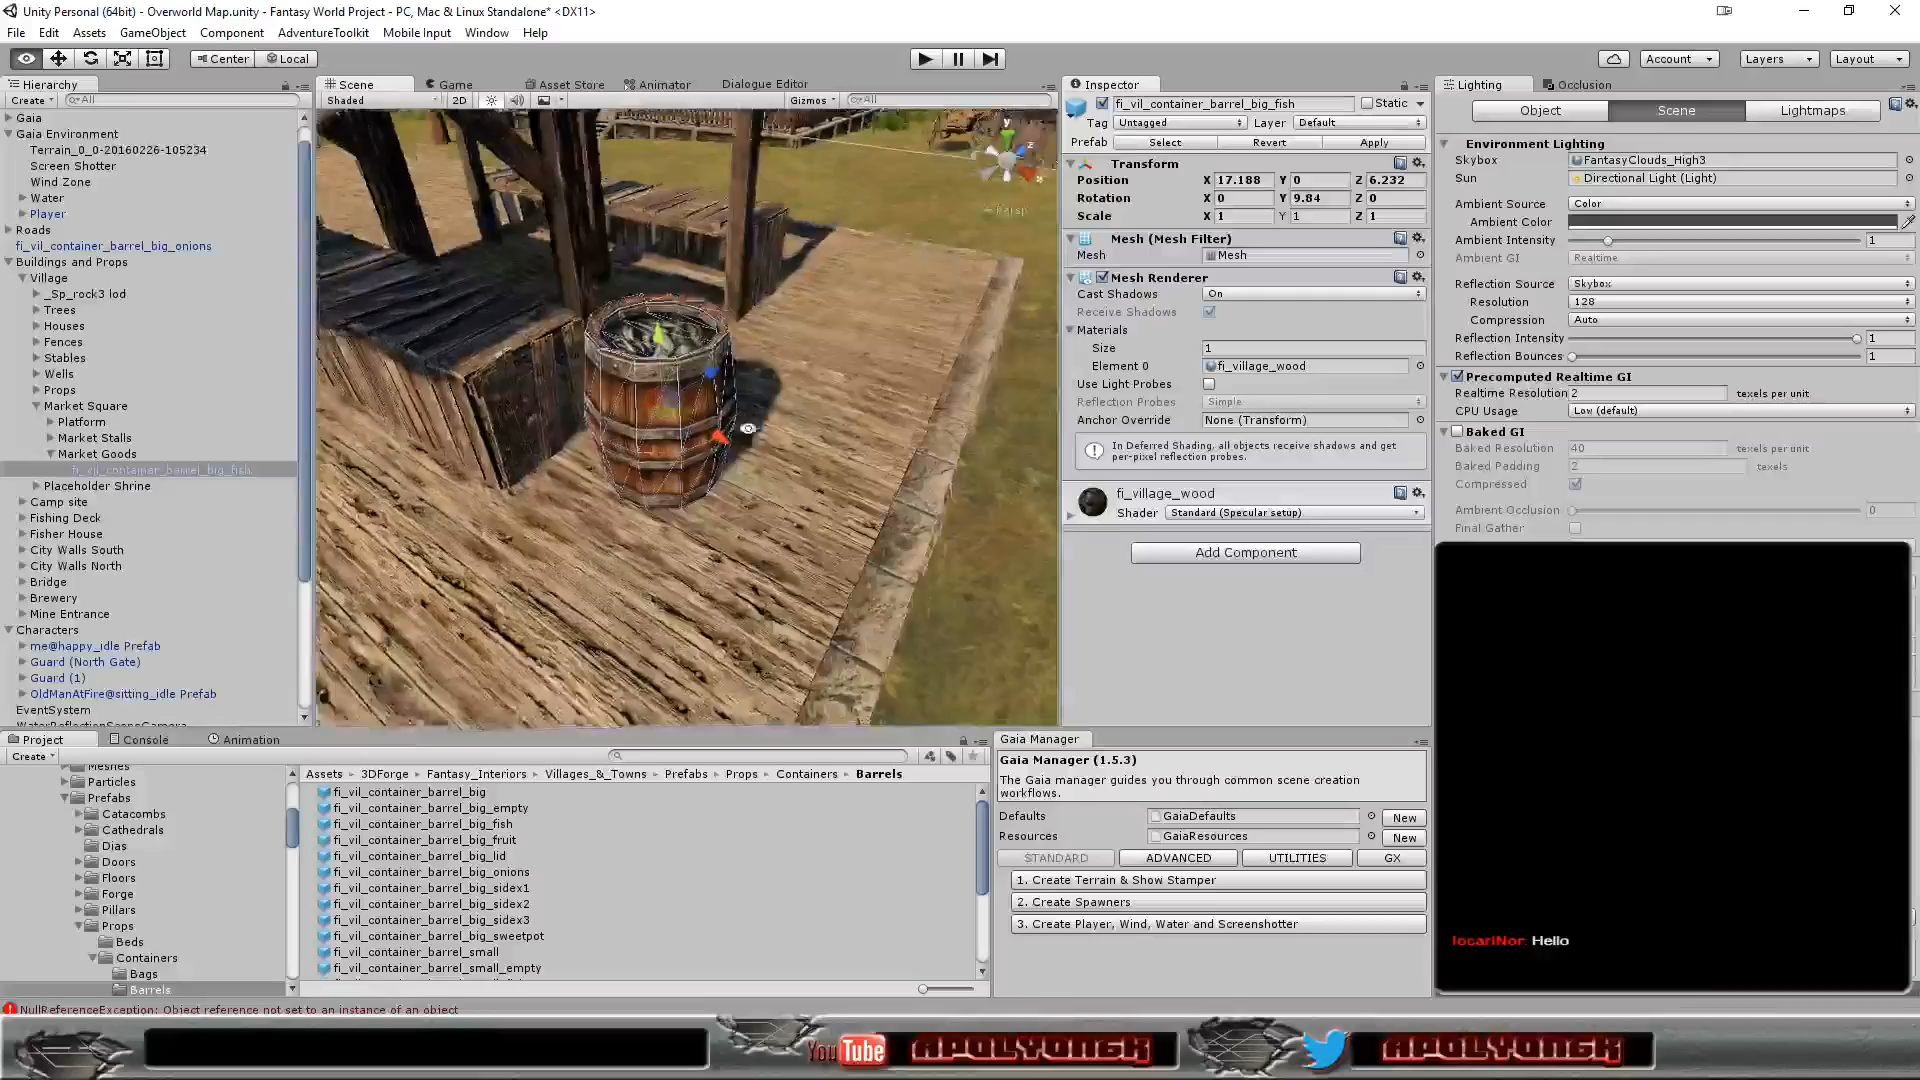 Unity Personal (64bit) - Overworld Map.unity - Fantasy World Project - PC, Mac & Linux Standalone* <DX11>
File Edit Assets GameObject Component AdventureToolkit Mobile Input Window Help
Center Local Account Layers Layout
Hierarchy
Create All
Gaia
Gaia Environment
Terrain_0_0-20160226-105234
Screen Shotter
Wind Zone
Water
Player
Roads
fi_vil_container_barrel_big_onions
Buildings and Props
Village
_Sp_rock3 lod
Trees
Houses
Fences
Stables
Wells
Props
Market Square
Platform
Market Stalls
Market Goods
fi_vil_container_barrel_big_fish
Placeholder Shrine
Camp site
Fishing Deck
Fisher House
City Walls South
City Walls North
Bridge
Brewery
Mine Entrance
Characters
me@happy_idle Prefab
Guard (North Gate)
Guard (1)
OldManAtFire@sitting_idle Prefab
EventSystem
WaterReflectionSceneCamera
Scene Game Asset Store Animator Dialogue Editor
Shaded 2D Gizmos All
y
z
Persp
Inspector
fi_vil_container_barrel_big_fish Static
Tag Untagged Layer Default
Prefab Select Revert Apply
Transform
Position X 17.188 Y 0 Z 6.232
Rotation X 0 Y 9.84 Z 0
Scale X 1 Y 1 Z 1
Mesh (Mesh Filter)
Mesh Mesh
Mesh Renderer
Cast Shadows On
Receive Shadows
Materials
Size 1
Element 0 fi_village_wood
Use Light Probes
Reflection Probes Simple
Anchor Override None (Transform)
In Deferred Shading, all objects receive shadows and get
per-pixel reflection probes.
fi_village_wood
Shader Standard (Specular setup)
Add Component
Lighting Occlusion
Object Scene Lightmaps
Environment Lighting
Skybox FantasyClouds_High3
Sun Directional Light (Light)
Ambient Source Color
Ambient Color
Ambient Intensity 1
Ambient GI Realtime
Reflection Source Skybox
Resolution 128
Compression Auto
Reflection Intensity 1
Reflection Bounces 1
Precomputed Realtime GI
Realtime Resolution 2 texels per unit
CPU Usage Low (default)
Baked GI
Baked Resolution 40 texels per unit
Baked Padding 2 texels
Compressed
Ambient Occlusion 0
Final Gather
locariNor: Hello
Project Console Animation
Create
Meshes
Particles
Prefabs
Catacombs
Cathedrals
Dias
Doors
Floors
Forge
Pillars
Props
Beds
Containers
Bags
Barrels
Assets 3DForge Fantasy_Interiors Villages_&_Towns Prefabs Props Containers Barrels
fi_vil_container_barrel_big
fi_vil_container_barrel_big_empty
fi_vil_container_barrel_big_fish
fi_vil_container_barrel_big_fruit
fi_vil_container_barrel_big_lid
fi_vil_container_barrel_big_onions
fi_vil_container_barrel_big_sidex1
fi_vil_container_barrel_big_sidex2
fi_vil_container_barrel_big_sidex3
fi_vil_container_barrel_big_sweetpot
fi_vil_container_barrel_small
fi_vil_container_barrel_small_empty
Gaia Manager
Gaia Manager (1.5.3)
The Gaia manager guides you through common scene creation
workflows.
Defaults GaiaDefaults New
Resources GaiaResources New
STANDARD ADVANCED UTILITIES GX
1. Create Terrain & Show Stamper
2. Create Spawners
3. Create Player, Wind, Water and Screenshotter
NullReferenceException: Object reference not set to an instance of an object
YouTube APOLYONGK APOLYONGK